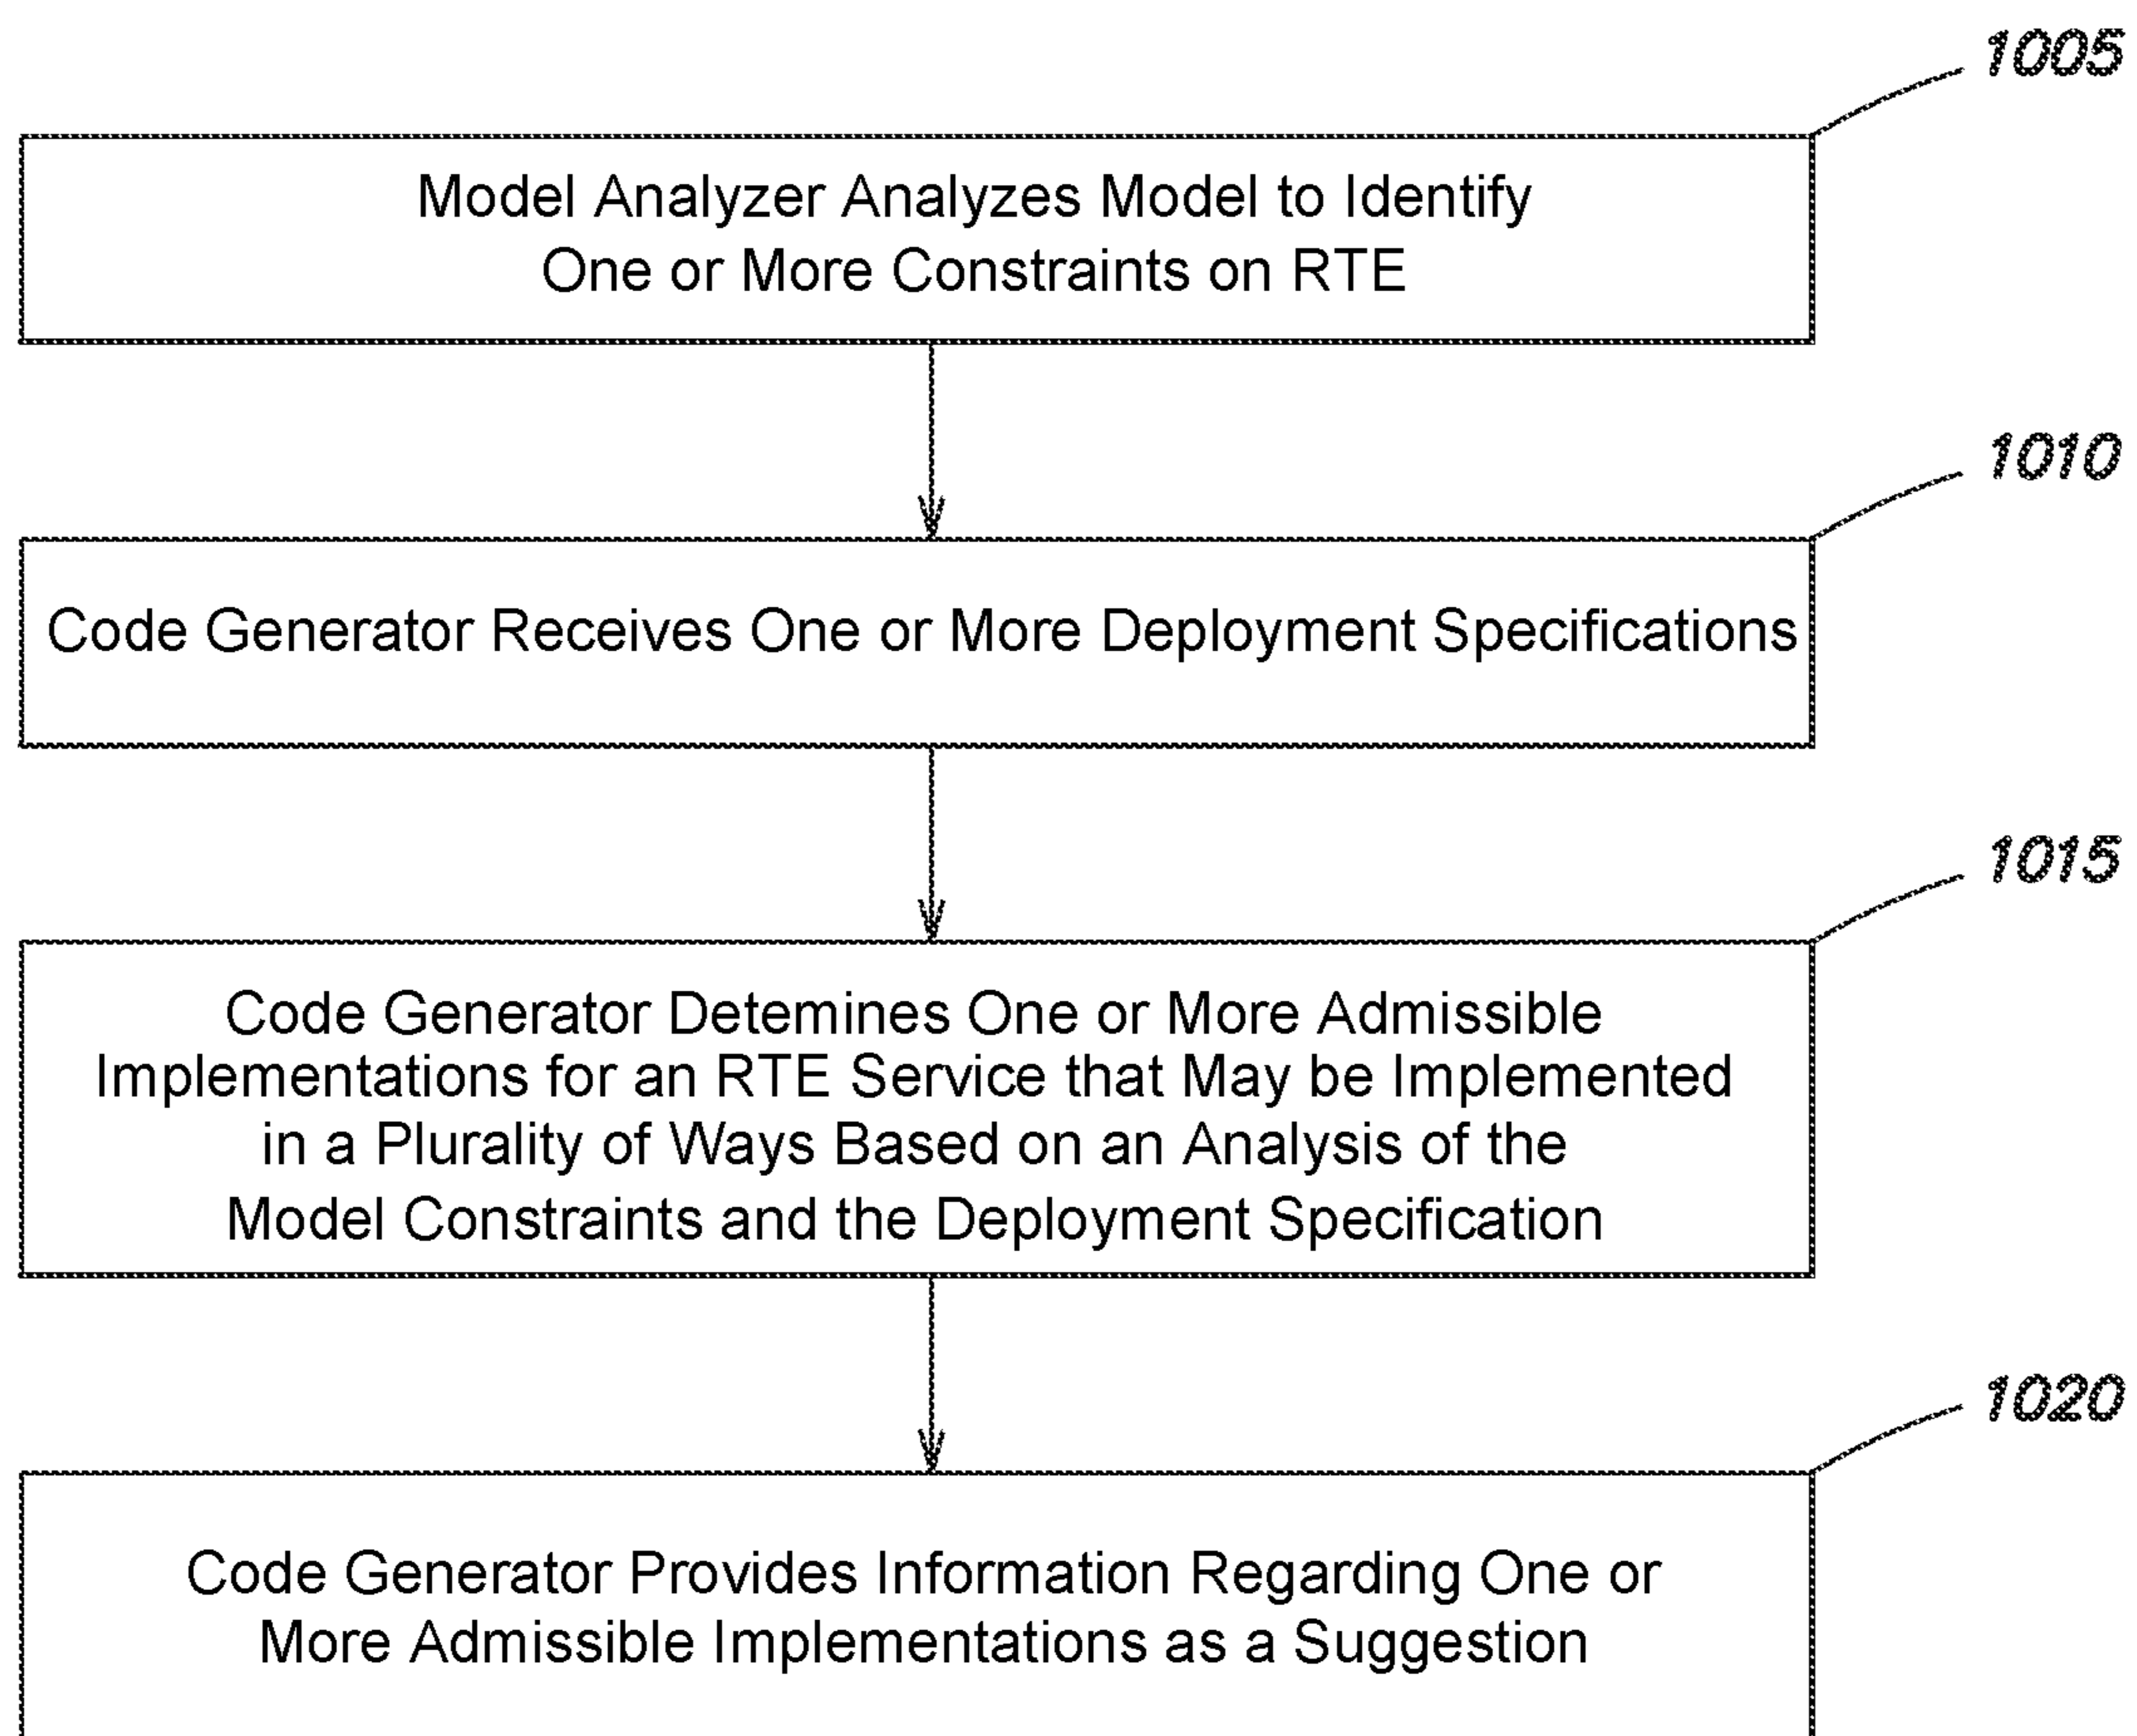 1005
Model Analyzer Analyzes Model to Identify
One or More Constraints on RTE
1010
Code Generator Receives One or More Deployment Specifications
1015
Code Generator Detemines One or More Admissible
Implementations for an RTE Service that May be Implemented
in a Plurality of Ways Based on an Analysis of the
Model Constraints and the Deployment Specification
1020
Code Generator Provides Information Regarding One or
More Admissible Implementations as a Suggestion